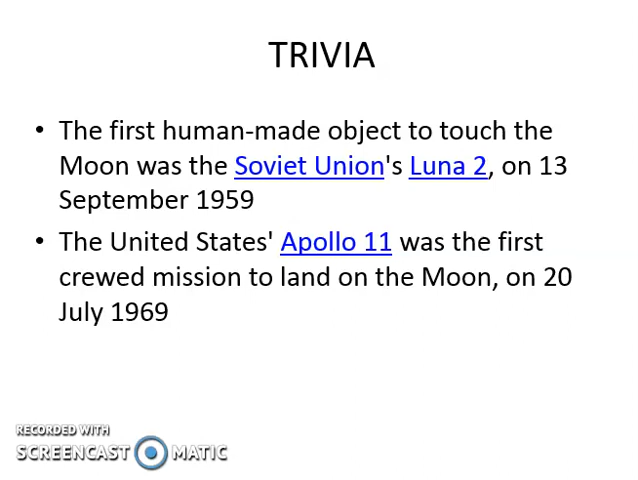 TRIVIA
• The first human-made object to touch the
Moon was the Soviet Union's Luna 2, on 13
September 1959
• The United States' Apollo 11 was the first
crewed mission to land on the Moon, on 20
July 1969
RECORDED WITH
SCREENCAST MATIC